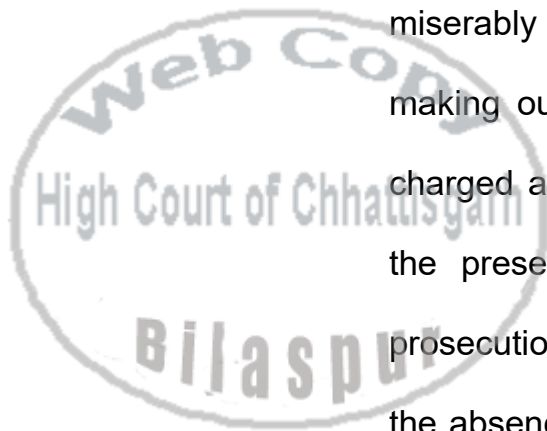 miserably
Web Copy
making ou
High Court of Chhattisgarh
charged a
the prese
Bilaspur
prosecutio
the absenc